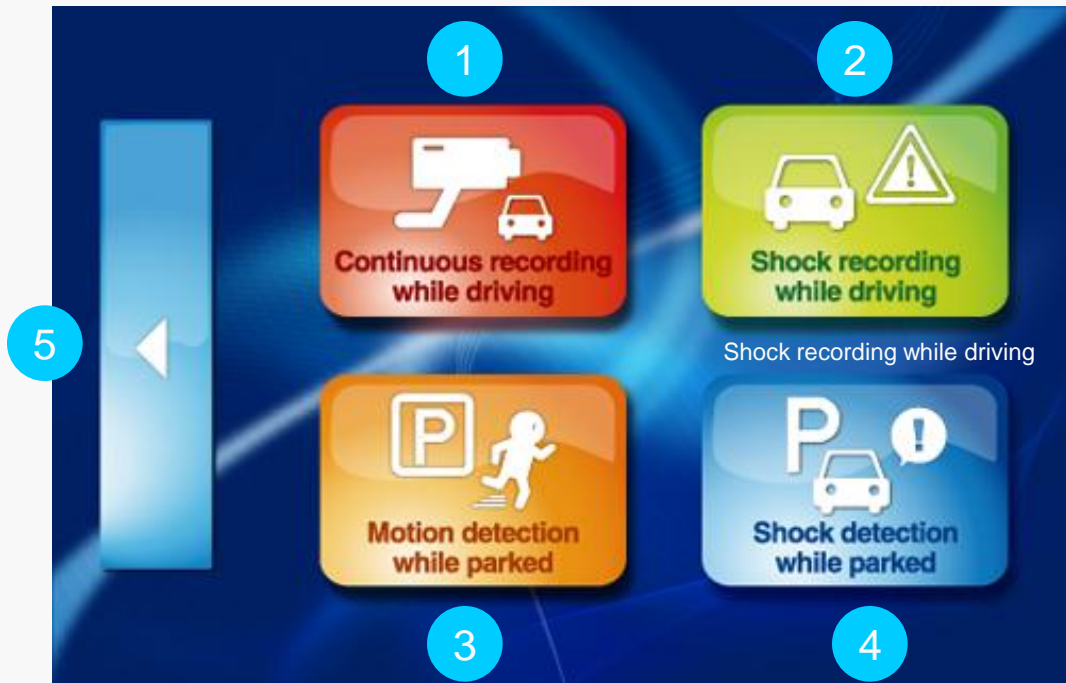 1
2
Continuous recording
while driving
Shock recording
while driving
5
Shock recording while driving
P
Motion detection
while parked
P
!
Shock detection
while parked
3
4